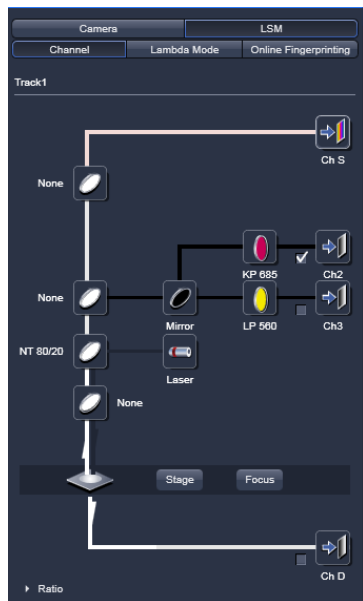 Camera LSM
Channel Lambda Mode Online Fingerprinting
Track1
Ch S
None
KP 685 Ch2
None
Mirror LP 560 Ch3
NT 80/20
Laser
None
Stage Focus
Ch D
Ratio